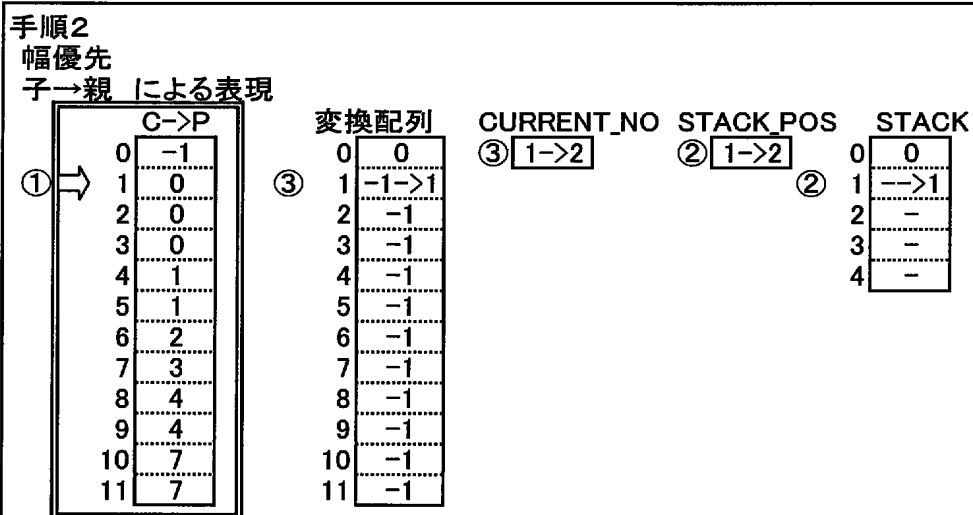 手順2
幅優先
子→親 による表現
C->P 変換配列 CURRENT_NO STACK_POS STACK
0 -1 0 0 ③ 1->2 ② 1->2 0 0
① 1 0 ③ 1 -1->1 ② 1 -->1
2 0 2 -1 2 -
3 0 3 -1 3 -
4 1 4 -1 4 -
5 1 5 -1
6 2 6 -1
7 3 7 -1
8 4 8 -1
9 4 9 -1
10 7 10 -1
11 7 11 -1